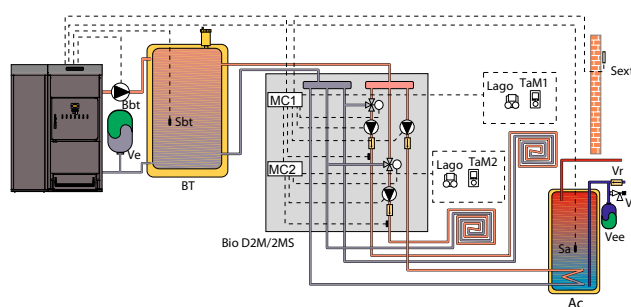 Sext
Lago TaM1
Bbt
MC1
Sbt
Ve
Lago TaM2
MC2
Vr
BT
V
Bio D2M/2MS
Sa
Vee
Ac